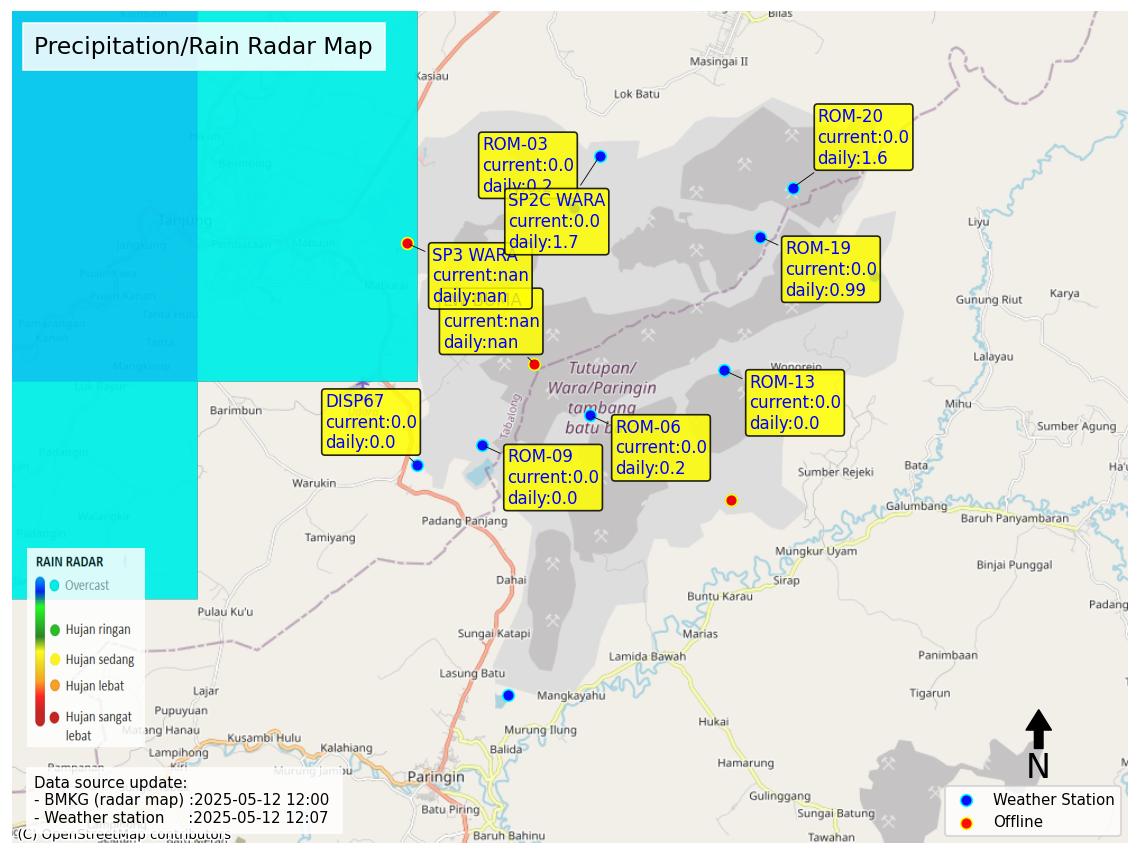 Precipitation/Rain Radar Map
Bilas
Masingai II
Kasiau
Lok Batu
ROM-20
current:0.0
daily:1.6
ROM-03
current:0.0
daily:0.2
SP2C WARA
current:0.0
daily:1.7
Tanjung
SP3 WARA
current:nan
daily:nan
current:nan
daily:nan
ROM-19
current:0.0
daily:0.99
Liyu
Gunung Riut
Karya
Lalayau
Mihu
Sumber Agung
Wonorejo
Tutupan/
Wara/Paringin
tambang
batu
ROM-13
current:0.0
daily:0.0
DISP67
current:0.0
daily:0.0
Barimbun
Tabalong
ROM-06
current:0.0
daily:0.2
ROM-09
current:0.0
daily:0.0
Warukin
Sumber Rejeki
Bata
Galumbang
Baruh Panyambaran
Padang Panjang
Tamiyang
Mungkur Uyam
Binjai Punggal
Dahai
Sirap
Buntu Karau
Padang
Pulau Ku'u
Sungai Katapi
Marias
Lamida Bawah
Panimbaan
Lasung Batu
Mangkayahu
Tigarun
RAIN RADAR
Overcast
Hujan ringan
Hujan sedang
Hujan lebat
Hujan sangat
lebat
Lajar
Pupuyuan
Matang Hanau
Lampihong
Kusambi Hulu
Kalahiang
Murung Jambu
Murung Ilung
Balida
Hukai
Hamarung
Paringin
Batu Piring
Baruh Bahinu
Gulinggang
Sungai Batung
Tawahan
N
Data source update:
- BMKG (radar map) :2025-05-12 12:00
- Weather station :2025-05-12 12:07
(C) OpenStreetMap contributors
Weather Station
Offline